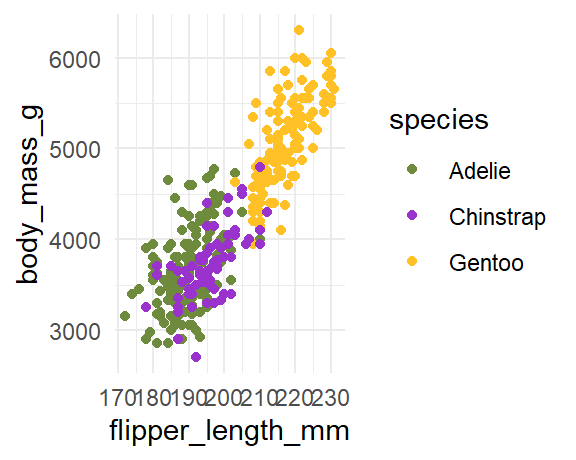 6000
5000
4000
3000
body_mass_g
170180190200210220230
flipper_length_mm
species
Adelie
Chinstrap
Gentoo